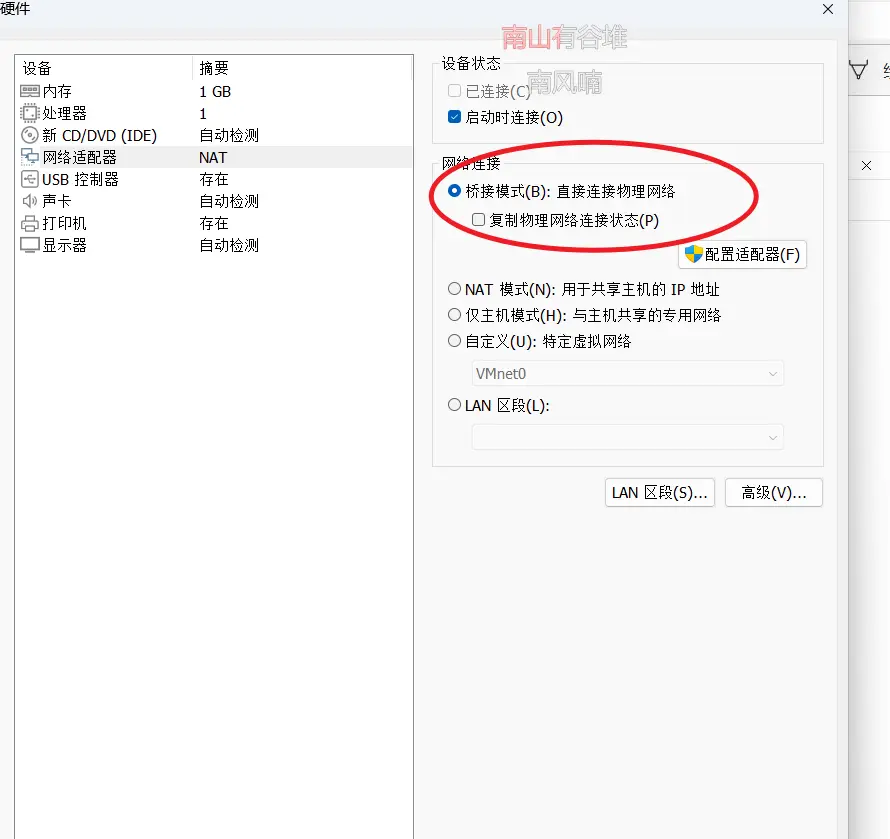 硬件
南山有谷堆
南风喃
设备 摘要
内存 1 GB
处理器 1
新 CD/DVD (IDE) 自动检测
网络适配器 NAT
USB 控制器 存在
声卡 自动检测
打印机 存在
显示器 自动检测
设备状态
已连接(C)
启动时连接(O)
网络连接
桥接模式(B): 直接连接物理网络
复制物理网络连接状态(P)
配置适配器(F)
NAT 模式(N): 用于共享主机的 IP 地址
仅主机模式(H): 与主机共享的专用网络
自定义(U): 特定虚拟网络
VMnet0
LAN 区段(L):
LAN 区段(S)...
高级(V)...